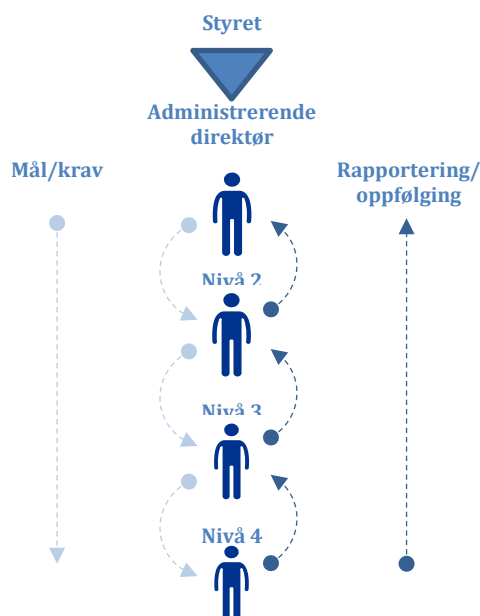 Styret
Administrerende
direktør
Mål/krav
Rapportering/
oppfølging
Nivå 2
Nivå 3
Nivå 4